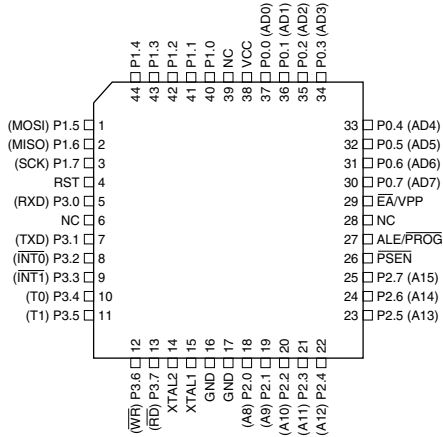 P1.4
P1.3
P1.2
P1.1
P1.0
NC
VCC
P0.0 (AD0)
P0.1 (AD1)
P0.2 (AD2)
P0.3 (AD3)
44
43
42
41
40
39
38
37
36
35
34
(MOSI) P1.5 1
(MISO) P1.6 2
(SCK) P1.7 3
RST 4
(RXD) P3.0 5
NC 6
(TXD) P3.1 7
(INT0) P3.2 8
(INT1) P3.3 9
(T0) P3.4 10
(T1) P3.5 11
33 P0.4 (AD4)
32 P0.5 (AD5)
31 P0.6 (AD6)
30 P0.7 (AD7)
29 EA/VPP
28 NC
27 ALE/PROG
26 PSEN
25 P2.7 (A15)
24 P2.6 (A14)
23 P2.5 (A13)
12
13
14
15
16
17
18
19
20
21
22
(WR) P3.6
(RD) P3.7
XTAL2
XTAL1
GND
GND
(A8) P2.0
(A9) P2.1
(A10) P2.2
(A11) P2.3
(A12) P2.4